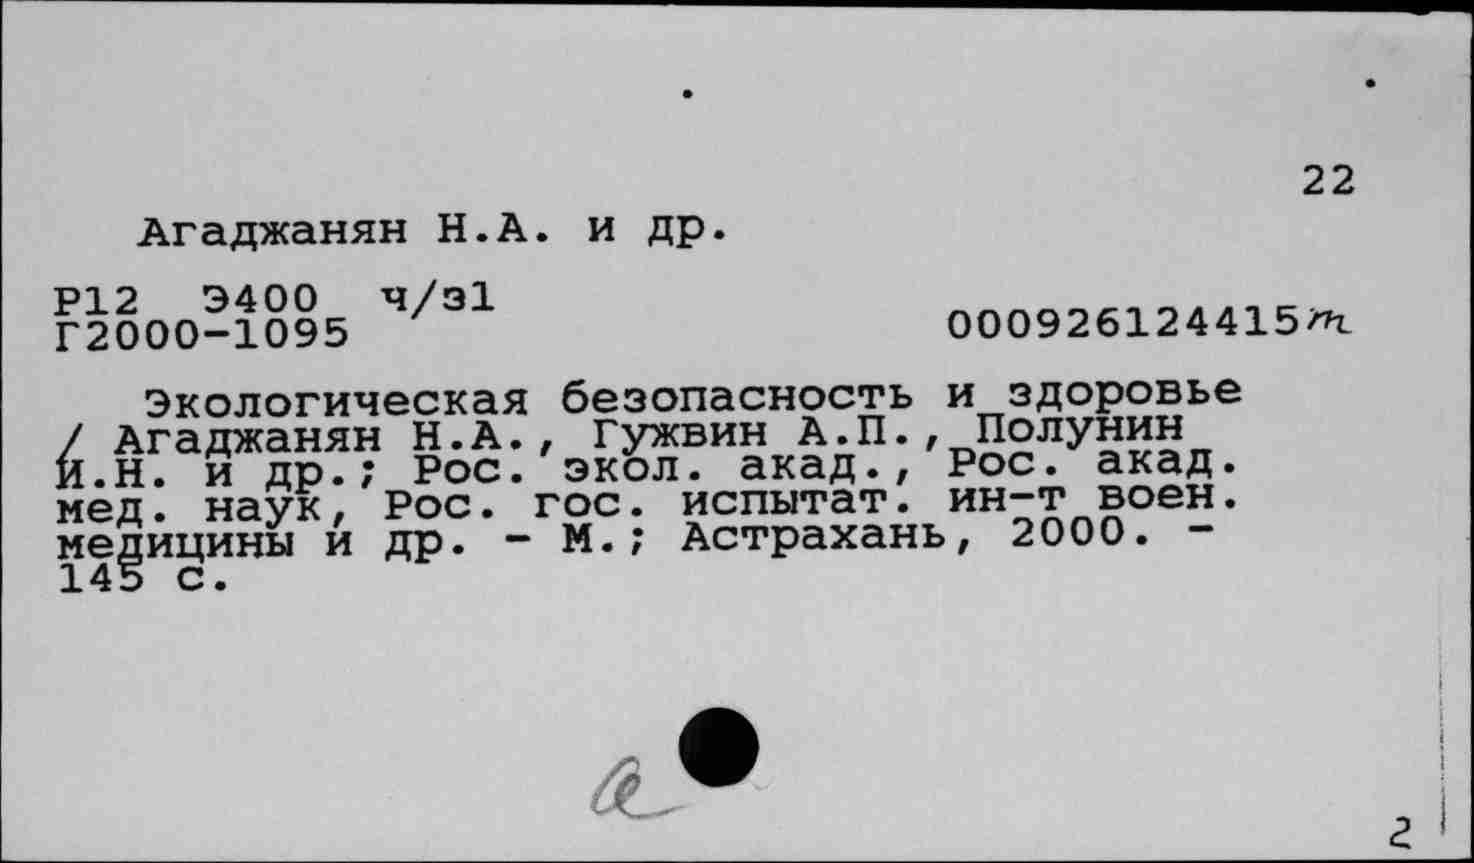 22
Агаджанян Н.А. и др.
Р12 Э400 ч/з1
Г2000-1095
000926124415т
Экологическая безопасность и здоровье
/ Агаджанян Н.А., Гужвин А.П., Полунин
И.Н. и др.; Рос. экол. акад., Рос. акад.
мед. наук, Рос. гос. испытат. ин-т воен.
медицины и др. - М.; Астрахань, 2000. -
145 с.
2